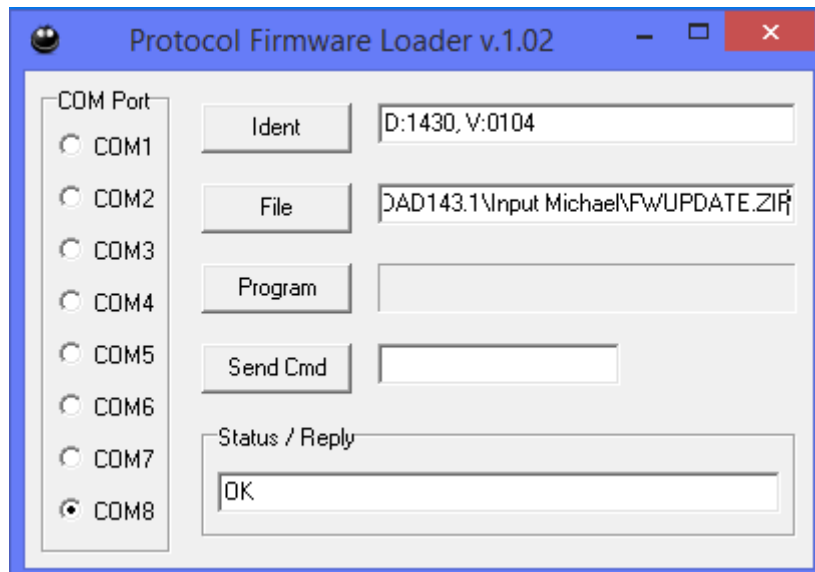 Protocol Firmware Loader v.1.02
COM Port
COM1
COM2
COM3
COM4
COM5
COM6
COM7
COM8
Ident
D:1430, V:0104
File
DAD143.1\Input Michael\FWUPDATE.ZIR
Program
Send Cmd
Status / Reply
OK